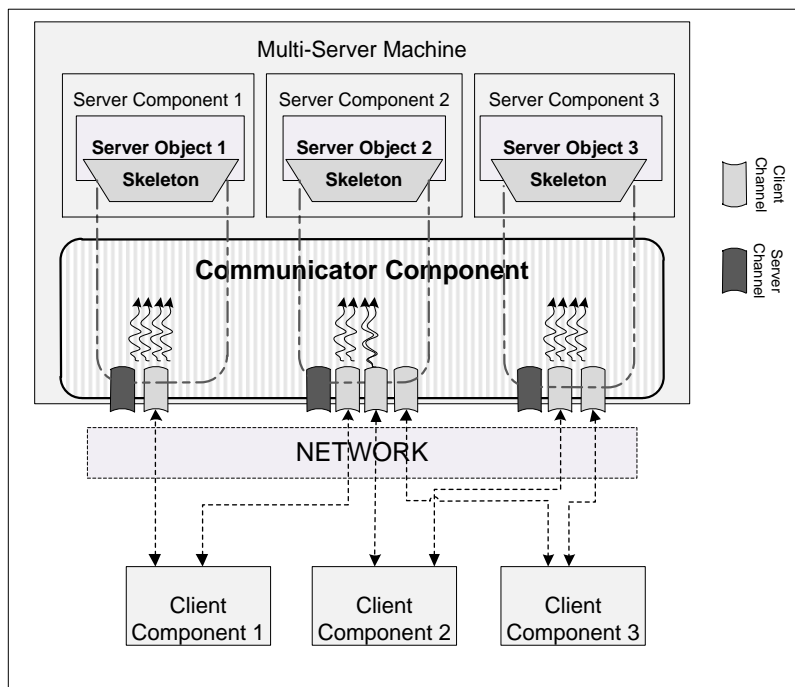 Multi-Server Machine
Server Component 1
Server Component 2
Server Component 3
Server Object 1
Server Object 2
Server Object 3
Skeleton
Skeleton
Skeleton
Communicator Component
Client
Channel
Server
Channel
NETWORK
Client
Component 1
Client
Component 2
Client
Component 3